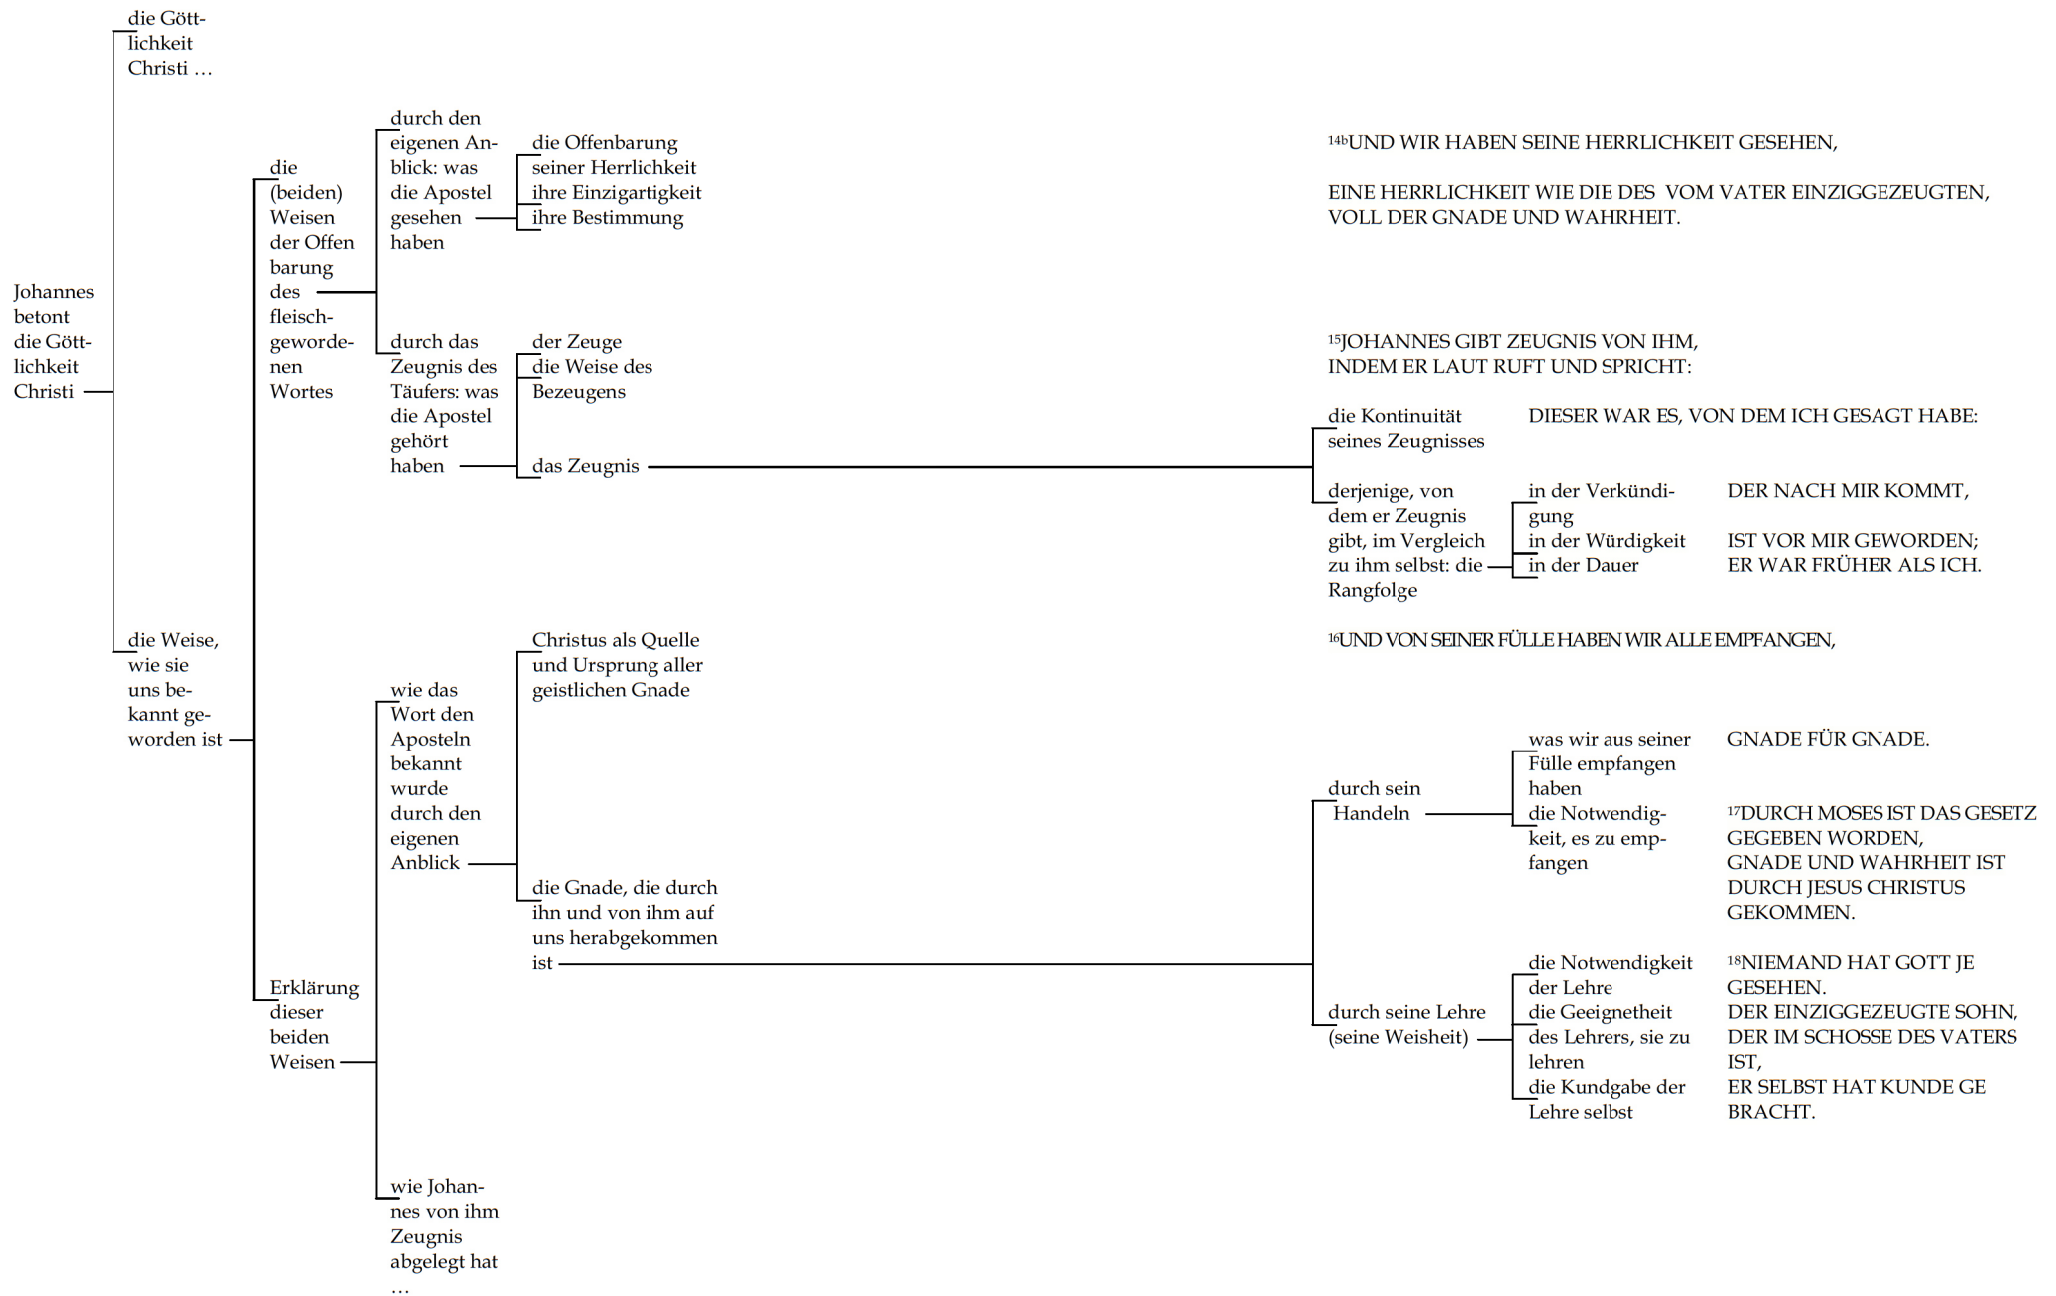 die Gött-
lichkeit
Christi …
Johannes
betont
die Gött-
lichkeit
Christi
die Weise,
wie sie
uns be-
kannt ge-
worden ist
die
(beiden)
Weisen
der Offen
barung
des
fleisch-
geworde-
nen
Wortes
durch den
eigenen An-
blick: was
die Apostel
gesehen
haben
die Offenbarung
seiner Herrlichkeit
ihre Einzigartigkeit
ihre Bestimmung
14bUND WIR HABEN SEINE HERRLICHKEIT GESEHEN,
EINE HERRLICHKEIT WIE DIE DES VOM VATER EINZIGGEZEUGTEN,
VOLL DER GNADE UND WAHRHEIT.
durch das
Zeugnis des
Täufers: was
die Apostel
gehört
haben
der Zeuge
die Weise des
Bezeugens
das Zeugnis
15JOHANNES GIBT ZEUGNIS VON IHM,
INDEM ER LAUT RUFT UND SPRICHT:
die Kontinuität
seines Zeugnisses
DIESER WAR ES, VON DEM ICH GESAGT HABE:
derjenige, von
dem er Zeugnis
gibt, im Vergleich
zu ihm selbst: die
Rangfolge
in der Verkündi-
gung
in der Würdigkeit
in der Dauer
DER NACH MIR KOMMT,
IST VOR MIR GEWORDEN;
ER WAR FRÜHER ALS ICH.
Erklärung
dieser
beiden
Weisen
wie das
Wort den
Aposteln
bekannt
wurde
durch den
eigenen
Anblick
Christus als Quelle
und Ursprung aller
geistlichen Gnade
16UND VON SEINER FÜLLE HABEN WIR ALLE EMPFANGEN,
die Gnade, die durch
ihn und von ihm auf
uns herabgekommen
ist
durch sein
Handeln
was wir aus seiner
Fülle empfangen
haben
die Notwendig-
keit, es zu emp-
fangen
GNADE FÜR GNADE.
17DURCH MOSES IST DAS GESETZ
GEGEBEN WORDEN,
GNADE UND WAHRHEIT IST
DURCH JESUS CHRISTUS
GEKOMMEN.
durch seine Lehre
(seine Weisheit)
die Notwendigkeit
der Lehre
die Geeignetheit
des Lehrers, sie zu
lehren
die Kundgabe der
Lehre selbst
18NIEMAND HAT GOTT JE
GESEHEN.
DER EINZIGGEZEUGTE SOHN,
DER IM SCHOSSE DES VATERS
IST,
ER SELBST HAT KUNDE GE
BRACHT.
wie Johan-
nes von ihm
Zeugnis
abgelegt hat
…